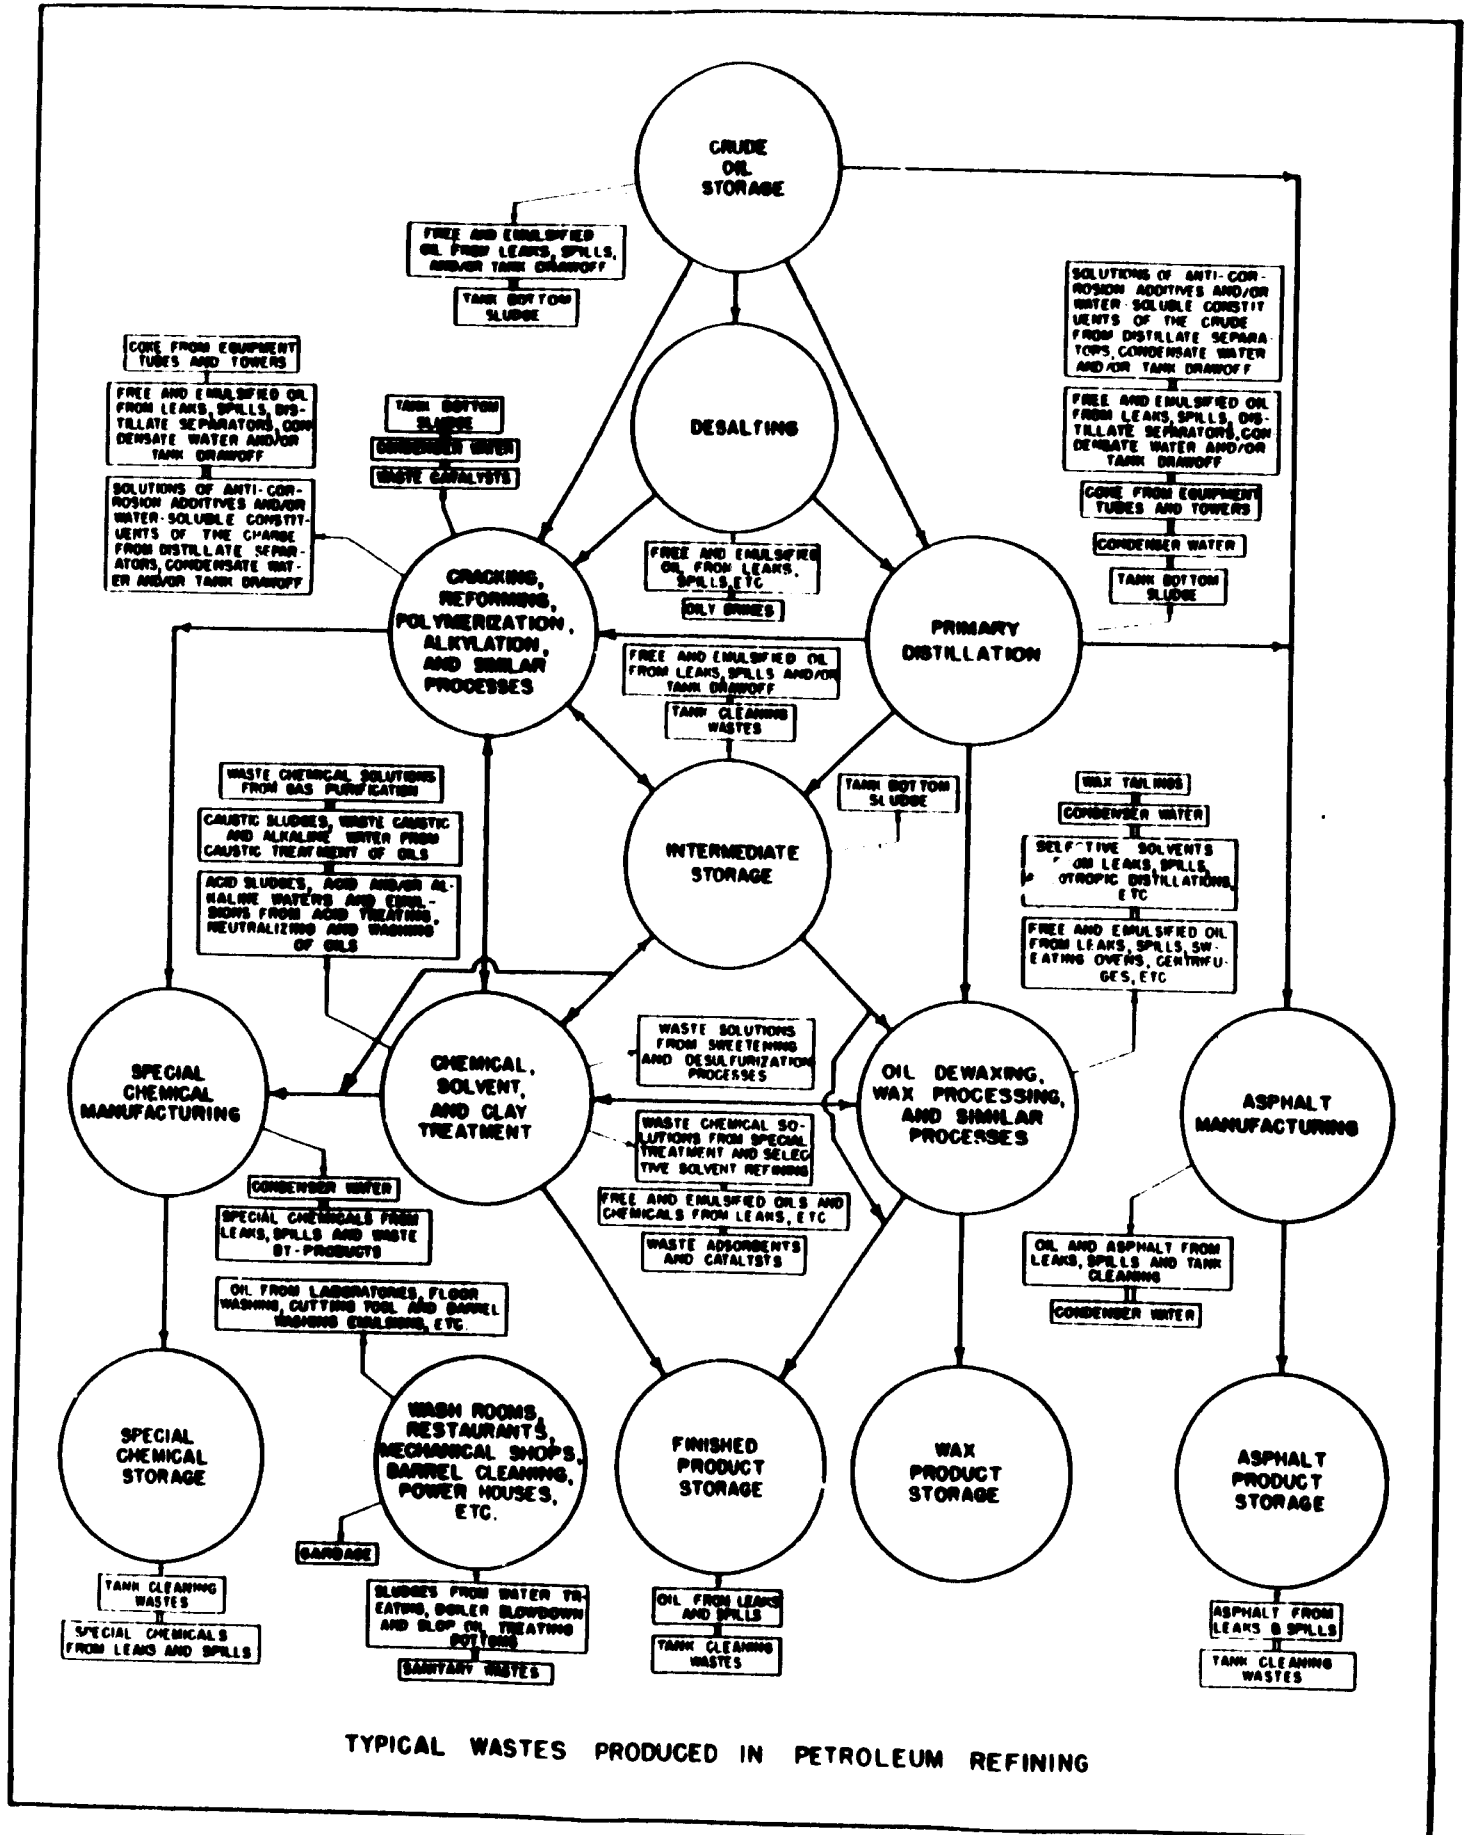 CRUDE
OIL
STORAGE
FREE AND EMULSIFIED
OIL FROM LEAKS, SPILLS,
AND/OR TANK DRAWOFF
TANK BOTTOM
SLUDGE
SOLUTIONS OF ANTI-COR-
ROSION ADDITIVES AND/OR
WATER-SOLUBLE CONSTIT
UENTS OF THE CRUDE
FROM DISTILLATE SEPARA-
TORS, CONDENSATE WATER
AND/OR TANK DRAWOFF
FREE AND EMULSIFIED OIL
FROM LEAKS, SPILLS, DIS-
TILLATE SEPARATORS, CON
DENSATE WATER AND/OR
TANK DRAWOFF
COKE FROM EQUIPMENT
TUBES AND TOWERS
CONDENSER WATER
TANK BOTTOM
SLUDGE
COKE FROM EQUIPMENT
TUBES AND TOWERS
FREE AND EMULSIFIED OIL
FROM LEAKS, SPILLS, DIS-
TILLATE SEPARATORS, CON
DENSATE WATER AND/OR
TANK DRAWOFF
SOLUTIONS OF ANTI-COR-
ROSION ADDITIVES AND/OR
WATER-SOLUBLE CONSTIT-
UENTS OF THE CHARGE
FROM DISTILLATE SEPAR-
ATORS, CONDENSATE WAT-
ER AND/OR TANK DRAWOFF
TANK BOTTOM
SLUDGE
CONDENSER WATER
WASTE CATALYSTS
DESALTING
FREE AND EMULSIFIED
OIL FROM LEAKS,
SPILLS, ETC
OILY BRINES
CRACKING,
REFORMING,
POLYMERIZATION,
ALKYLATION,
AND SIMILAR
PROCESSES
PRIMARY
DISTILLATION
FREE AND EMULSIFIED OIL
FROM LEAKS, SPILLS AND/OR
TANK DRAWOFF
TANK CLEANING
WASTES
WASTE CHEMICAL SOLUTIONS
FROM GAS PURIFICATION
CAUSTIC SLUDGES, WASTE CAUSTIC
AND ALKALINE WATER FROM
CAUSTIC TREATMENT OF OILS
ACID SLUDGES, ACID AND/OR AL-
KALINE WATERS AND EMUL-
SIONS FROM ACID TREATING,
NEUTRALIZING AND WASHING
OF OILS
INTERMEDIATE
STORAGE
TANK BOTTOM
SLUDGE
WAX TAILINGS
CONDENSER WATER
SOLVENTS
LEAKS, SPILLS,
DISTILLATIONS,
ETC
FREE AND EMULSIFIED OIL
FROM LEAKS, SPILLS, SW-
EATING OVENS, CENTRIFU-
GES, ETC
SPECIAL
CHEMICAL
MANUFACTURING
CHEMICAL,
SOLVENT,
AND CLAY
TREATMENT
WASTE SOLUTIONS
FROM SWEETENING
AND DESULFURIZATION
PROCESSES
WASTE CHEMICAL SO-
LUTIONS FROM SPECIAL
TREATMENT AND SELEC
TIVE SOLVENT REFINING
FREE AND EMULSIFIED OILS AND
CHEMICALS FROM LEAKS, ETC
WASTE ADSORBENTS
AND CATALYSTS
OIL DEWAXING,
WAX PROCESSING,
AND SIMILAR
PROCESSES
ASPHALT
MANUFACTURING
CONDENSER WATER
SPECIAL CHEMICALS FROM
LEAKS, SPILLS AND WASTE
BY-PRODUCTS
OIL AND ASPHALT FROM
LEAKS, SPILLS AND TANK
CLEANING
CONDENSER WATER
OIL FROM LABORATORIES, FLOOR
WASHING, CUTTING TOOL AND BARREL
WASHING EMULSIONS, ETC.
SPECIAL
CHEMICAL
STORAGE
WASH ROOMS,
RESTAURANTS,
MECHANICAL SHOPS,
BARREL CLEANING,
POWER HOUSES,
ETC.
FINISHED
PRODUCT
STORAGE
WAX
PRODUCT
STORAGE
ASPHALT
PRODUCT
STORAGE
GARBAGE
TANK CLEANING
WASTES
SPECIAL CHEMICALS
FROM LEAKS AND SPILLS
SLUDGES FROM WATER TR-
EATING, BOILER BLOWDOWN
AND SLOP OIL TREATING
BOTTOMS
SANITARY WASTES
OIL FROM LEAKS
AND SPILLS
TANK CLEANING
WASTES
ASPHALT FROM
LEAKS & SPILLS
TANK CLEANING
WASTES
TYPICAL WASTES PRODUCED IN PETROLEUM REFINING